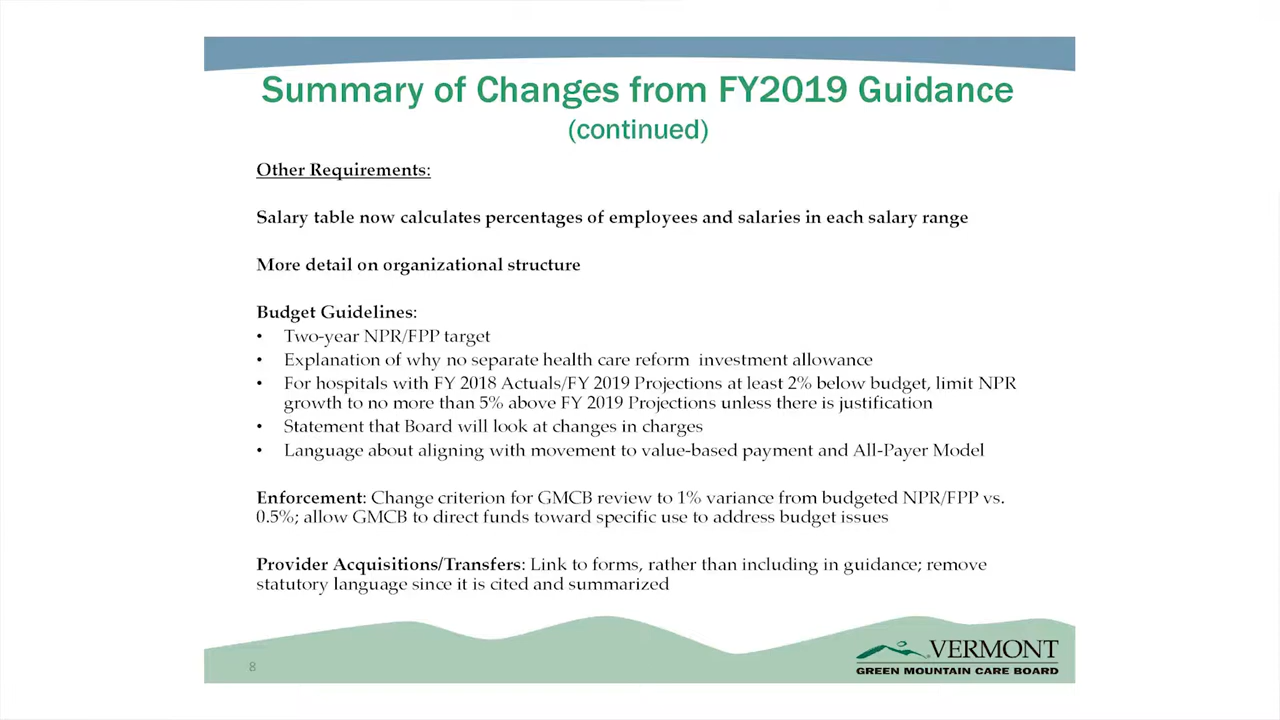 Summary of Changes from FY2019 Guidance
(continued)
Other Requirements:
Salary table now calculates percentages of employees and salaries in each salary range
More detail on organizational structure
Budget Guidelines:
• Two-year NPR/FPP target
• Explanation of why no separate health care reform investment allowance
• For hospitals with FY 2018 Actuals/FY 2019 Projections at least 2% below budget, limit NPR
growth to no more than 5% above FY 2019 Projections unless there is justification
• Statement that Board will look at changes in charges
• Language about aligning with movement to value-based payment and All-Payer Model
Enforcement: Change criterion for GMCB review to 1% variance from budgeted NPR/FPP vs.
0.5%; allow GMCB to direct funds toward specific use to address budget issues
Provider Acquisitions/Transfers: Link to forms, rather than including in guidance; remove
statutory language since it is cited and summarized
8
VERMONT
GREEN MOUNTAIN CARE BOARD